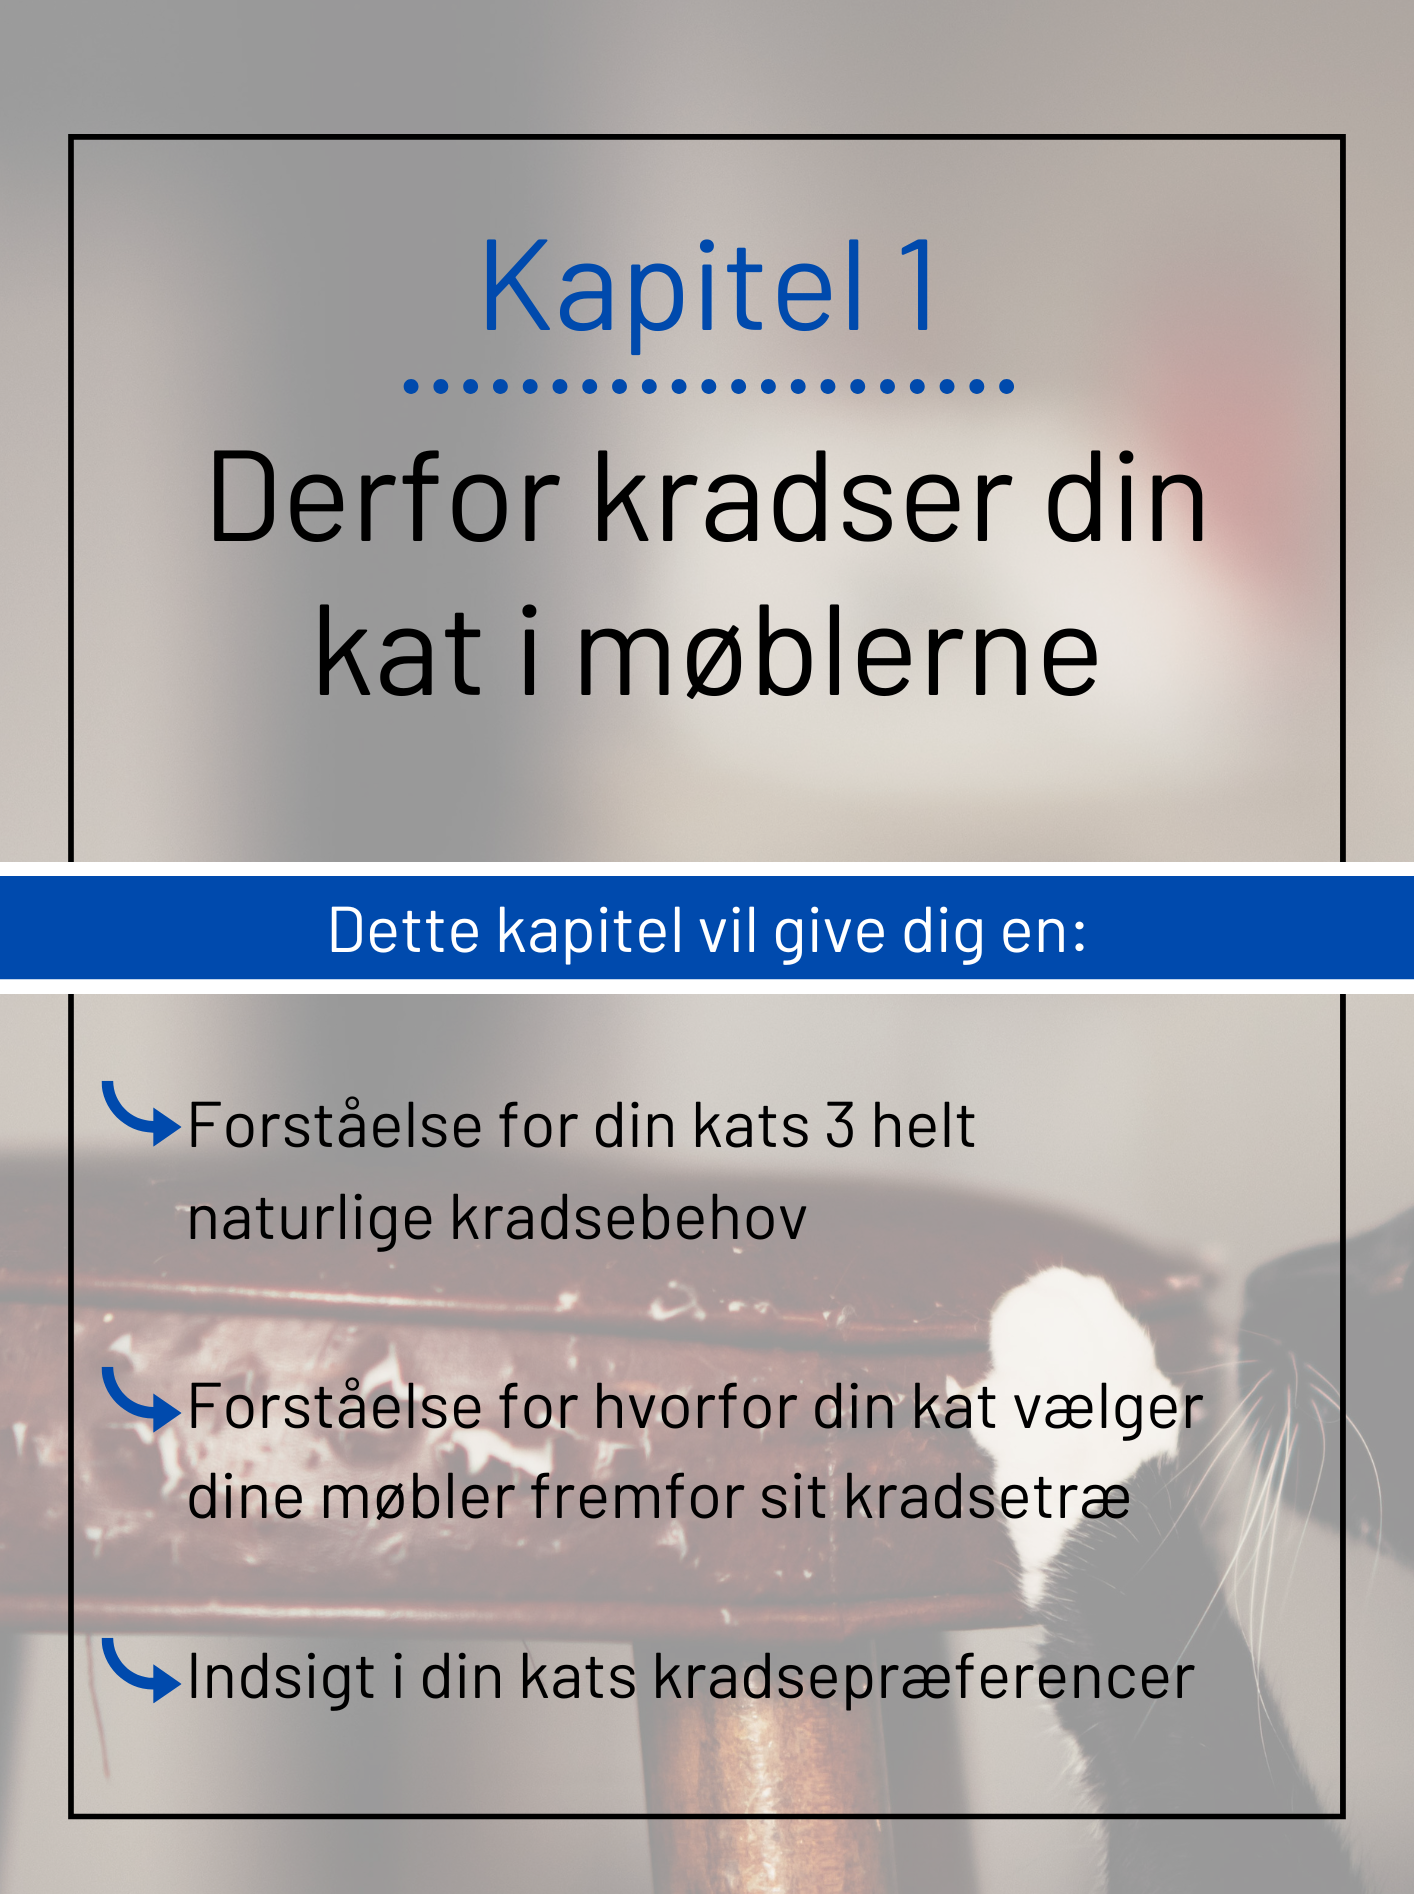 Kapitel 1
Derfor kradser din
kat i møblerne
Dette kapitel vil give dig en:
Forståelse for din kats 3 helt
naturlige kradsebehov
Forståelse for hvorfor din kat vælger
dine møbler fremfor sit kradsetræ
Indsigt i din kats kradsepræferencer